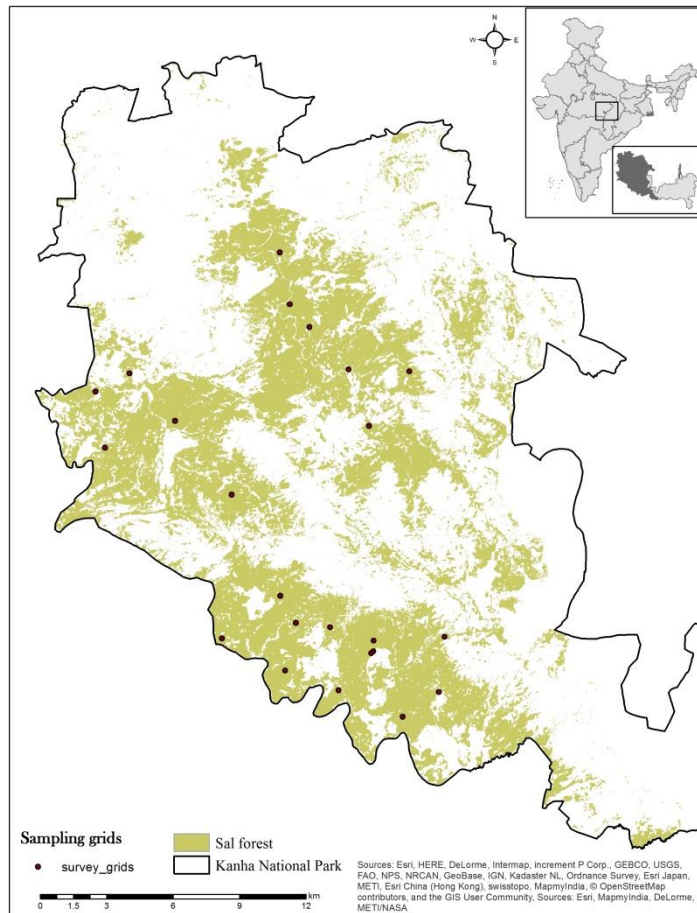 N
W E
S
Sampling grids
survey_grids
Sal forest
Kanha National Park
km
0 1.5 3 6 9 12
Sources: Esri, HERE, DeLorme, Intermap, increment P Corp., GEBCO, USGS,
FAO, NPS, NRCAN, GeoBase, IGN, Kadaster NL, Ordnance Survey, Esri Japan,
METI, Esri China (Hong Kong), swisstopo, MapmyIndia, © OpenStreetMap
contributors, and the GIS User Community, Sources: Esri, MapmyIndia, DeLorme,
METI/NASA